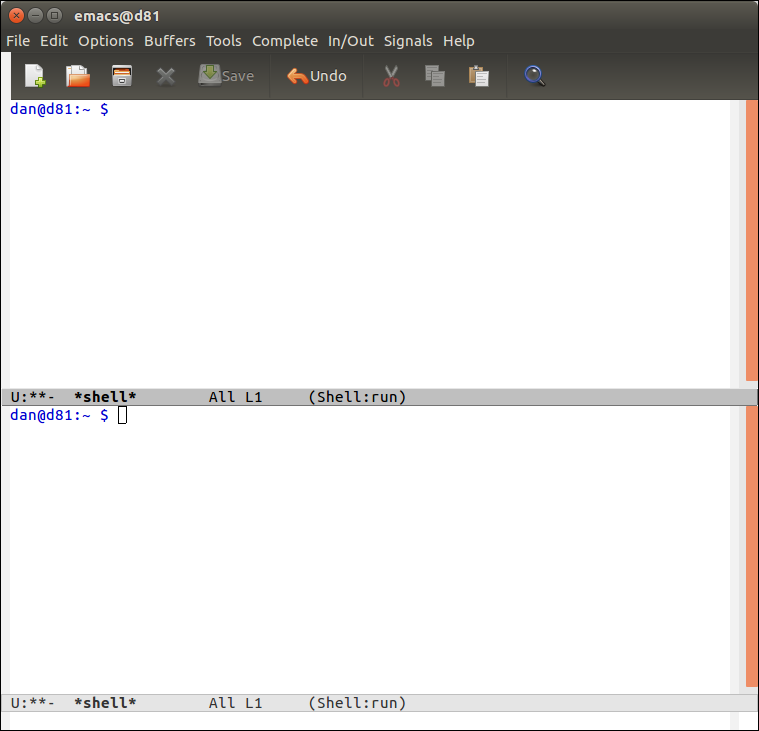 emacs@d81
File Edit Options Buffers Tools Complete In/Out Signals Help
Save Undo
dan@d81:~ $
U:**-  *shell*        All L1     (Shell:run)
dan@d81:~ $
U:**-  *shell*        All L1     (Shell:run)